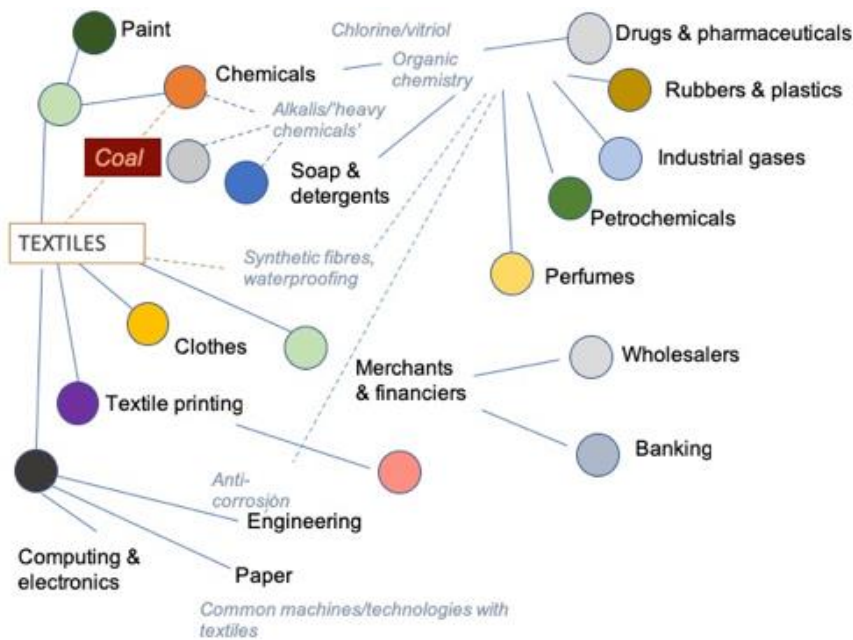 Paint
Chlorine/vitriol
Drugs & pharmaceuticals
Chemicals
Organic
chemistry
Rubbers & plastics
Alkalis/'heavy
chemicals'
Coal
Soap &
detergents
Industrial gases
Petrochemicals
TEXTILES
Synthetic fibres,
waterproofing
Perfumes
Clothes
Merchants
& financiers
Wholesalers
Textile printing
Banking
Anti-
corrosion
Engineering
Computing &
electronics
Paper
Common machines/technologies with
textiles